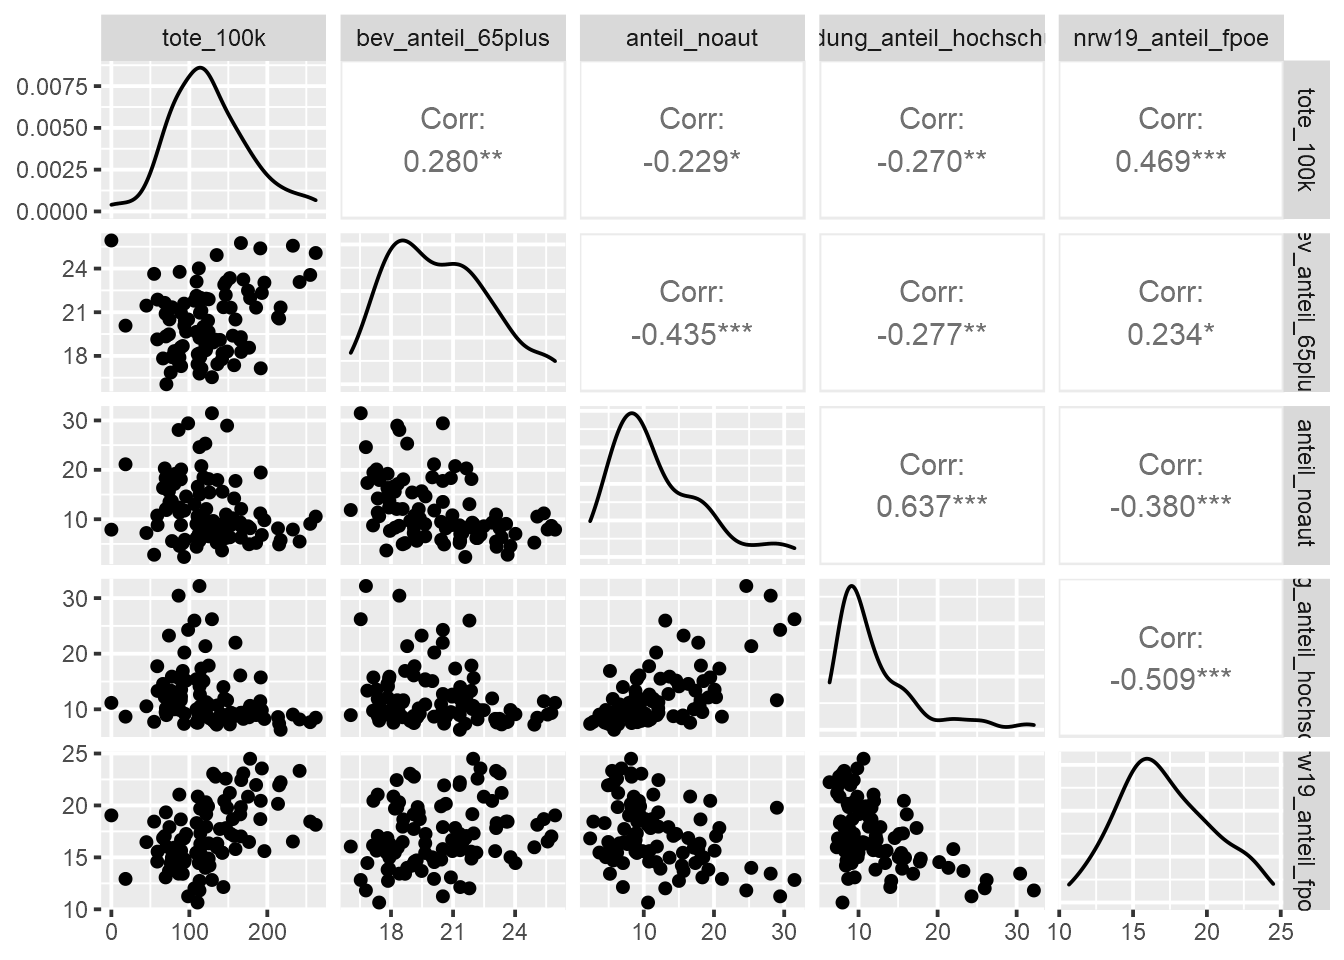 tote_100k bev_anteil_65plus anteil_noaut dung_anteil_hochsch nrw19_anteil_fpoe
0.0075
0.0050
0.0025
0.0000
Corr:
0.280**
Corr:
-0.229*
Corr:
-0.270**
Corr:
0.469***
tote_100k
24
21
18
Corr:
-0.435***
Corr:
-0.277**
Corr:
0.234*
ev_anteil_65plu
30
20
10
Corr:
0.637***
Corr:
-0.380***
anteil_noaut
30
20
10
Corr:
-0.509***
g_anteil_hochsc
25
20
15
10
w19_anteil_fpo
0 100 200 18 21 24 10 20 30 10 20 30 10 15 20 25